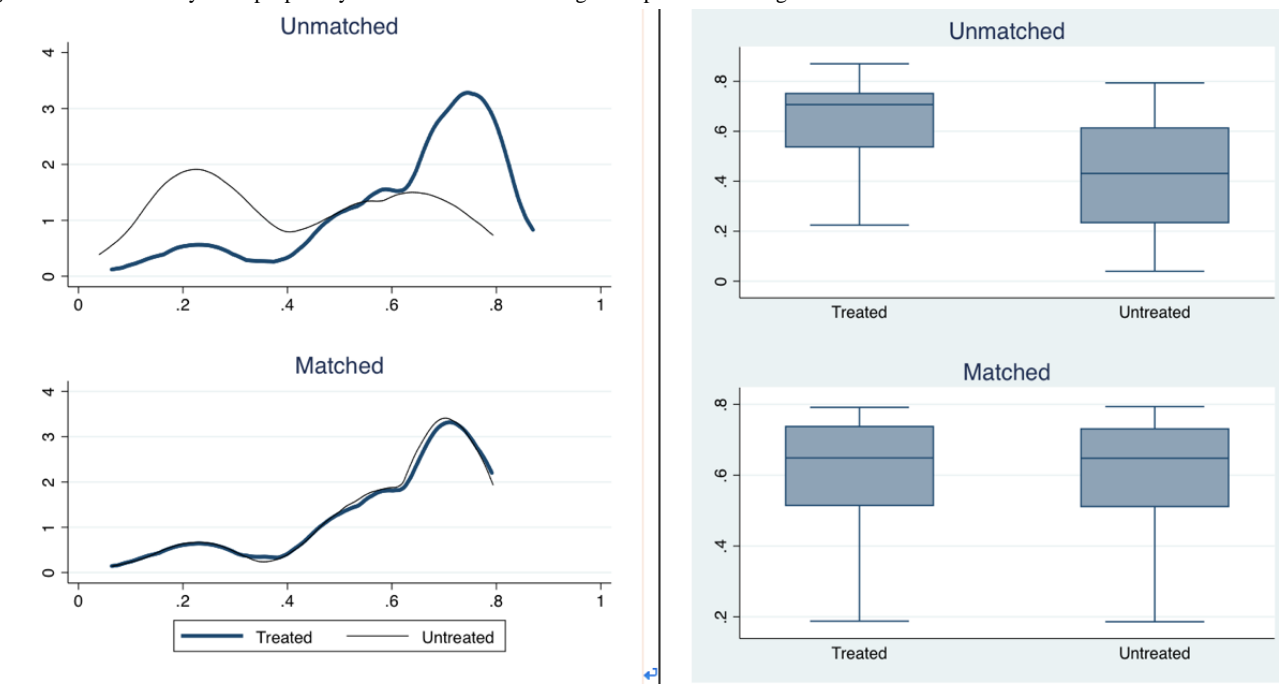 Unmatched
4
3
2
1
0
0 .2 .4 .6 .8 1
Matched
4
3
2
1
0
0 .2 .4 .6 .8 1
Treated Untreated
Unmatched
.8
.6
.4
.2
0
Treated Untreated
Matched
.8
.6
.4
.2
Treated Untreated